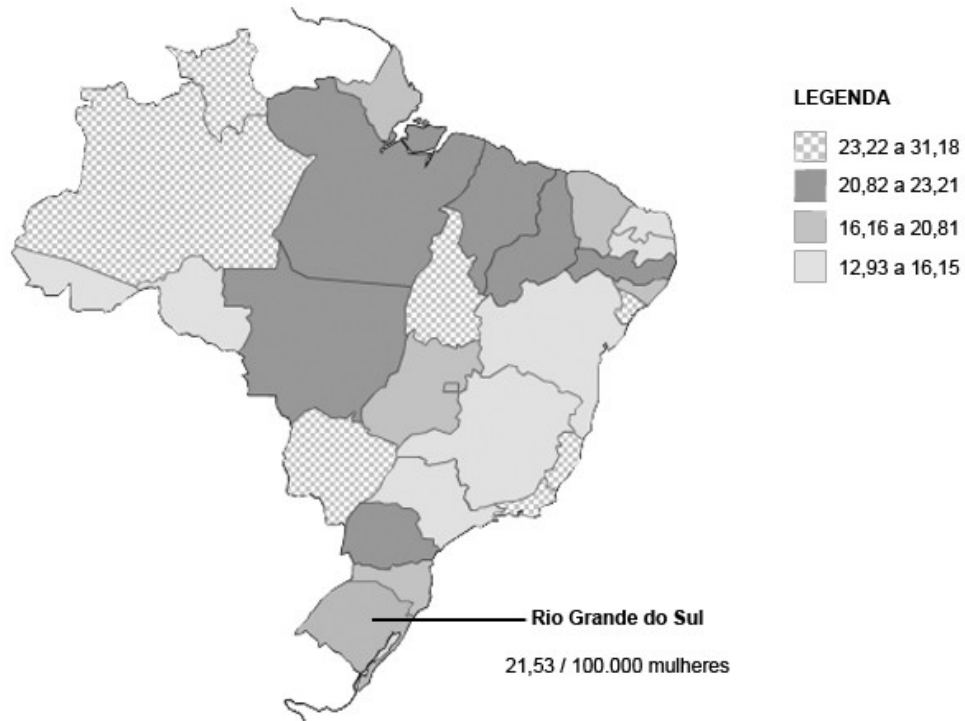 LEGENDA
23,22 a 31,18
20,82 a 23,21
16,16 a 20,81
12,93 a 16,15
Rio Grande do Sul
21,53 / 100.000 mulheres